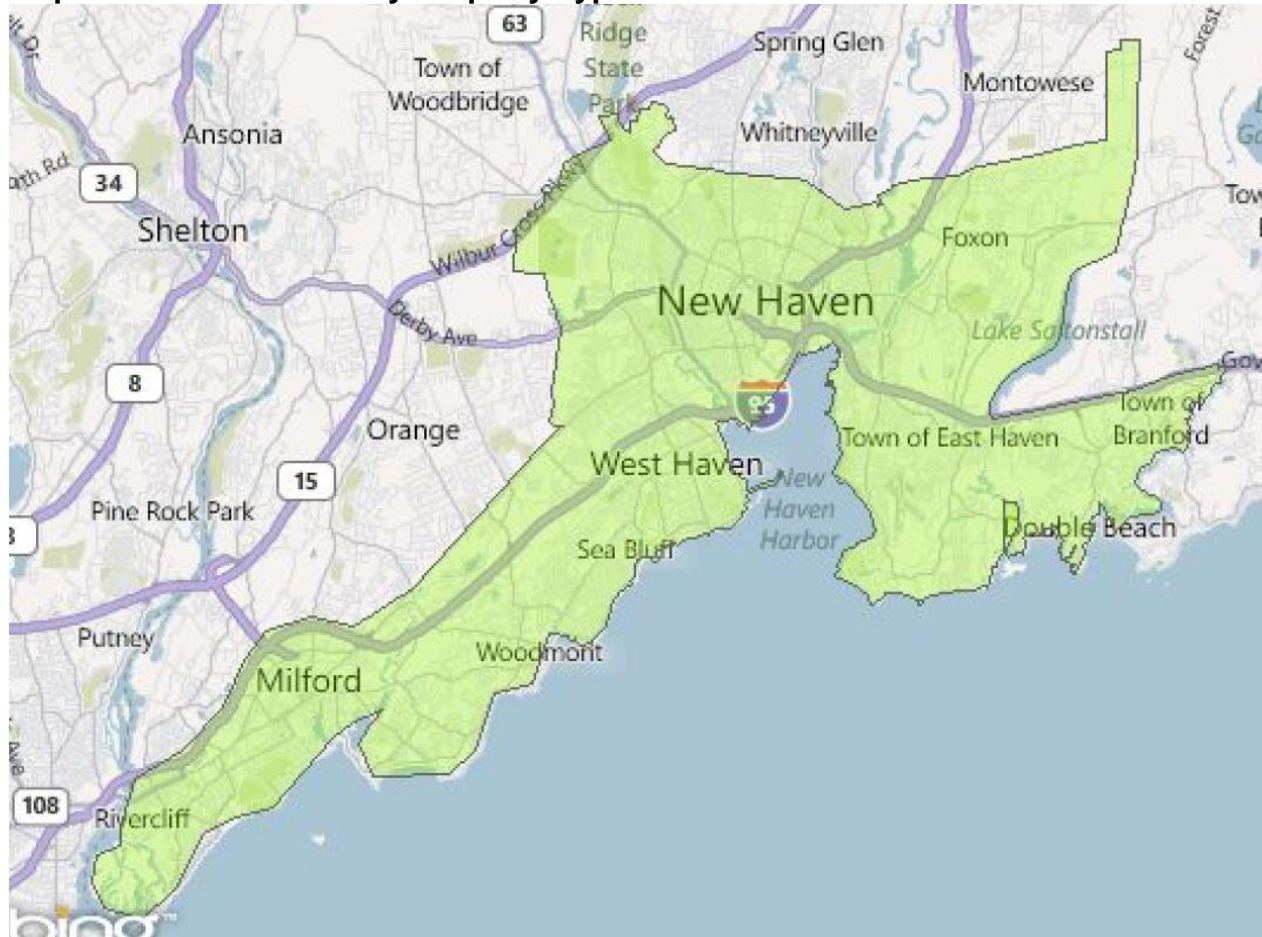 63
Ridge
State
Park
Spring Glen
Town of
Woodbridge
Montowese
Forest
Ansonia
Whitneyville
34
Shelton
Wilbur Cross Pkwy
Foxon
New Haven
Derby Ave
Lake Saltonstall
8
95
Town of
Branford
Orange
Town of East Haven
West Haven
15
New
Haven
Harbor
Pine Rock Park
Double Beach
Sea Bluff
Putney
Woodmont
Milford
108
Rivercliff
bing